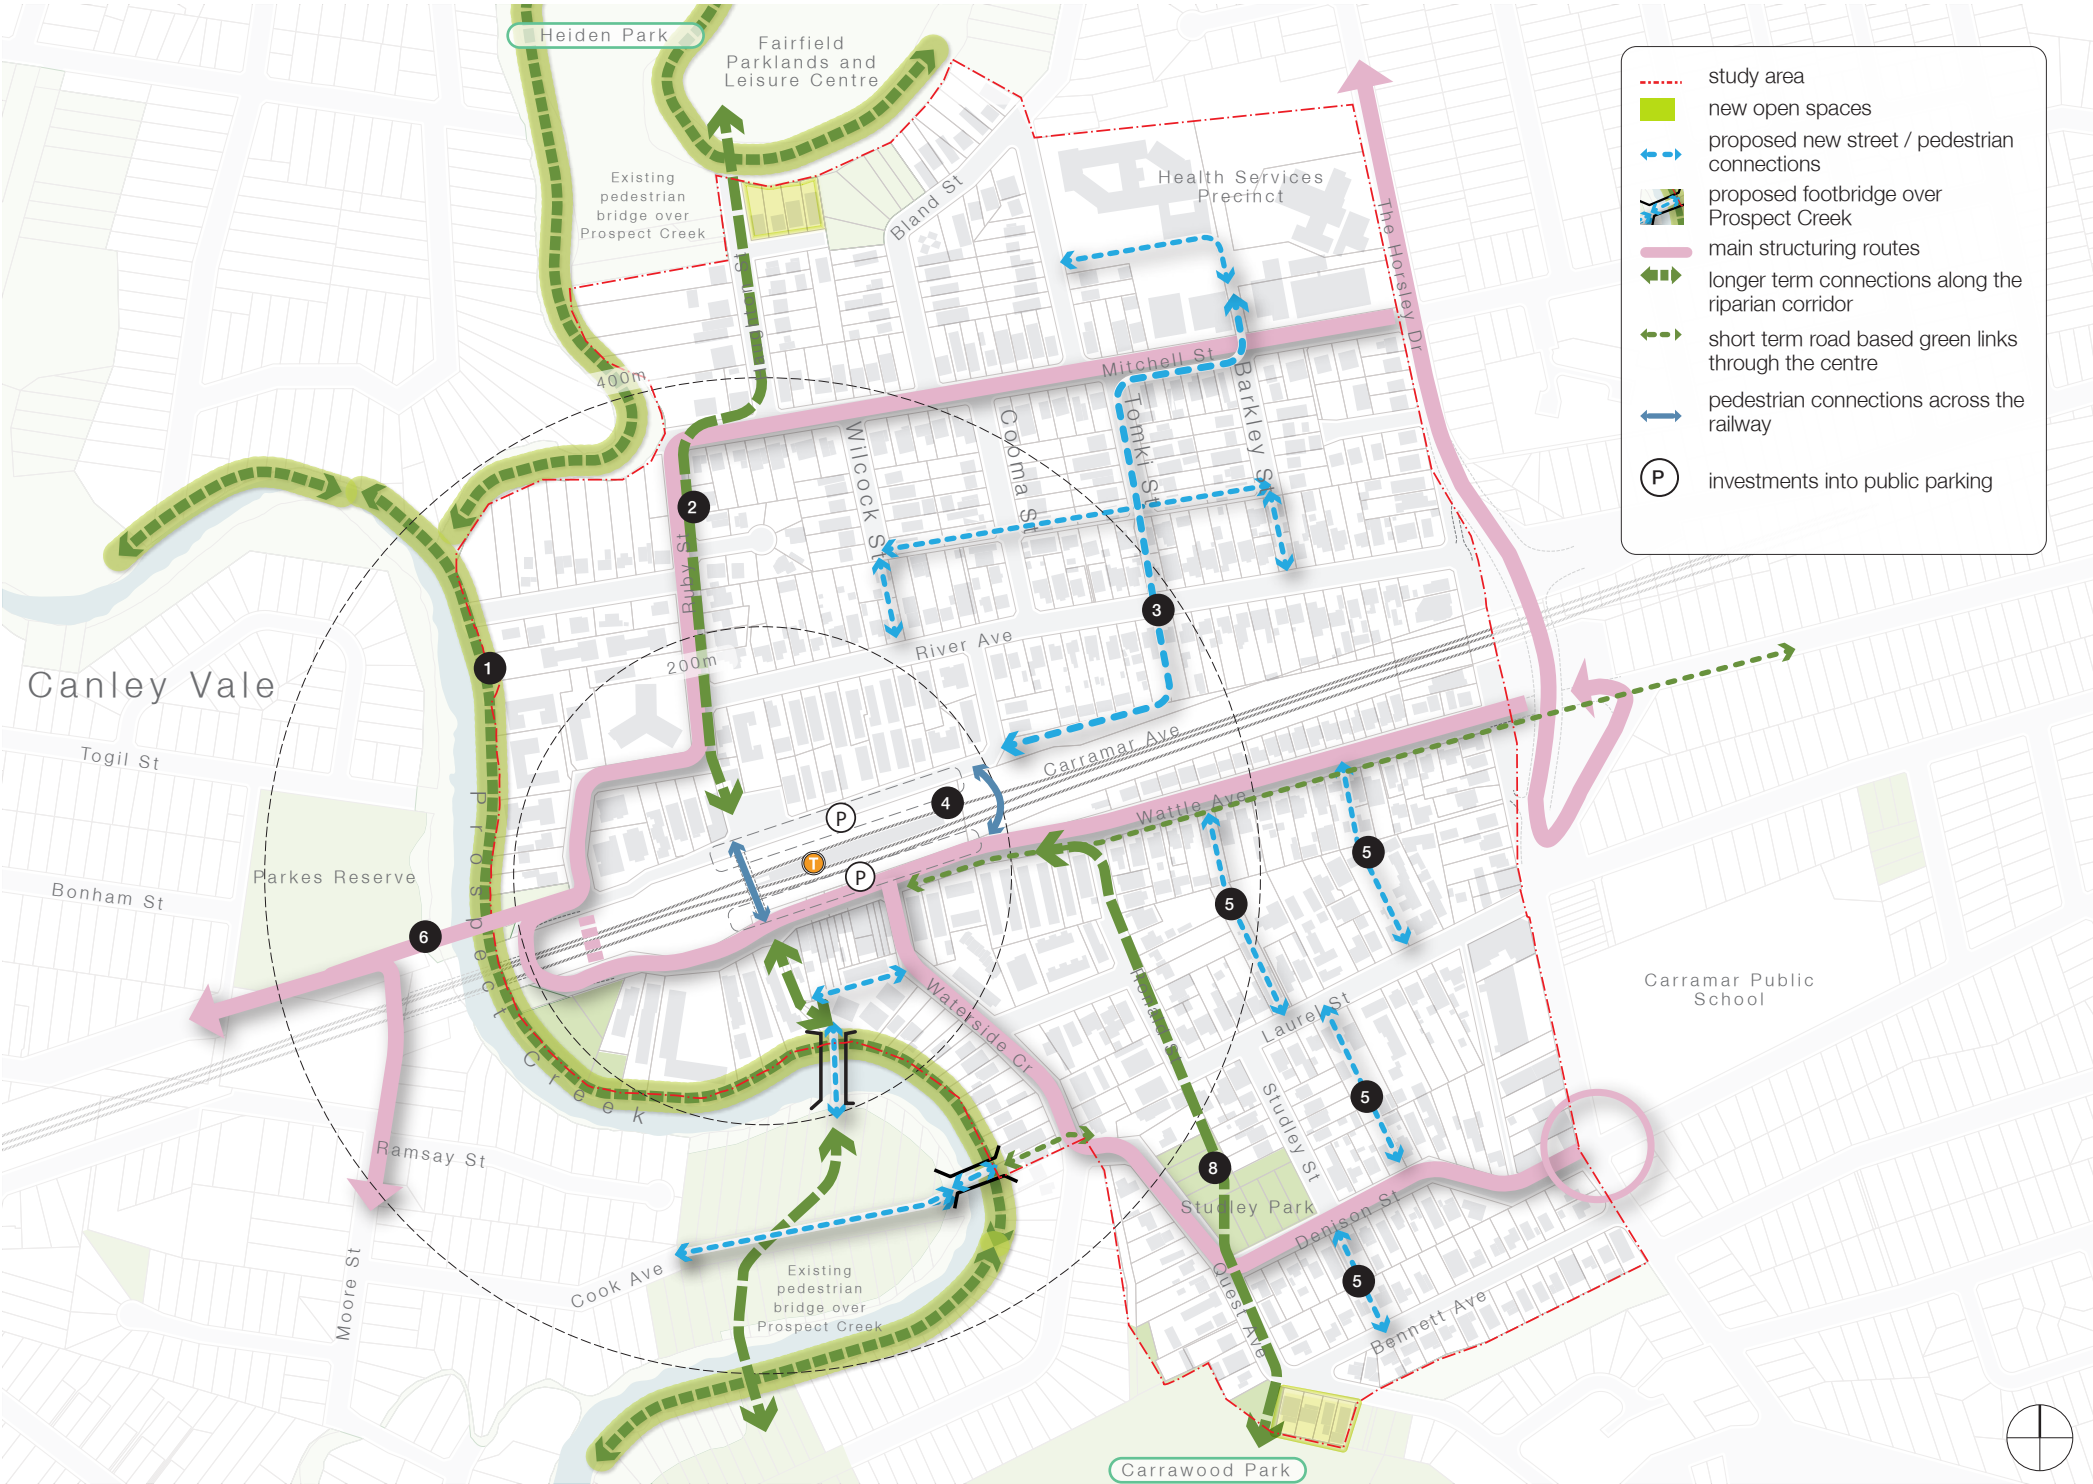 Heiden Park
Fairfield
Parklands and
Leisure Centre
study area
new open spaces
proposed new street / pedestrian
connections
proposed footbridge over
Prospect Creek
main structuring routes
longer term connections along the
riparian corridor
short term road based green links
through the centre
pedestrian connections across the
railway
P
investments into public parking
Existing
pedestrian
bridge over
Prospect Creek
Bland St
Health Services
Precinct
The Horsley Dr
400m
Mitchell St
Wilcock St
Cooma St
Tomki St
Barkley St
2
Rigby St
3
1
200m
River Ave
Canley Vale
Togil St
Carramar Ave
4
P
T
P
Wattle Ave
5
5
Parkes Reserve
Bonham St
6
Prospect Creek
Waterside Cr
Laurel St
Carramar Public
School
5
Ramsay St
Studley St
8
Studley Park
Denison St
Moore St
Cook Ave
Existing
pedestrian
bridge over
Prospect Creek
Quest Ave
5
Bennett Ave
Carrawood Park